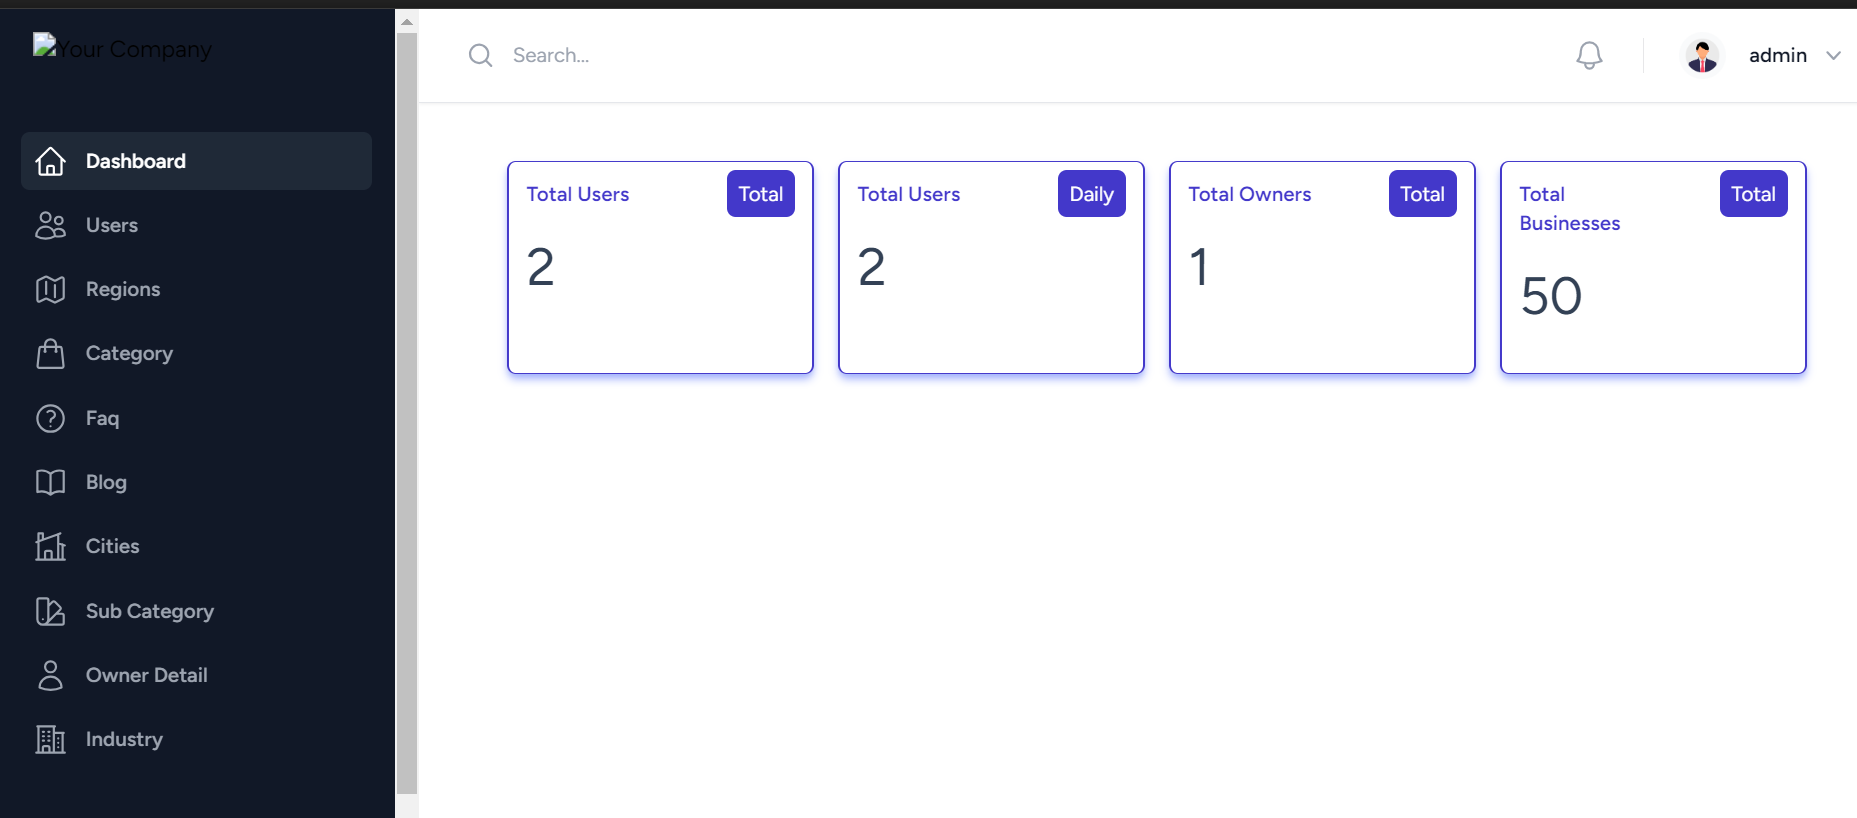 Your Company
Search...
admin
Dashboard
Users
Regions
Category
Faq
Blog
Cities
Sub Category
Owner Detail
Industry
Total Users
Total
2
Total Users
Daily
2
Total Owners
Total
1
Total
Businesses
Total
50